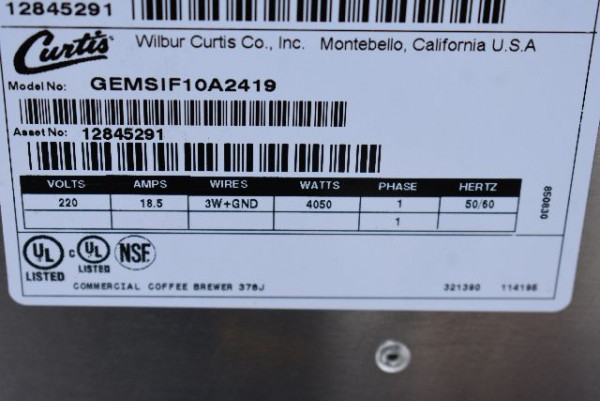 12845291
Curtis Wilbur Curtis Co., Inc. Montebello, California U.S.A
Model No: GEMSIF10A2419
Asset No: 12845291
VOLTS AMPS WIRES WATTS PHASE HERTZ
220 18.5 3W+GND 4050 1 50/60
1
850830
UL LISTED c UL LISTED NSF
COMMERCIAL COFFEE BREWER 378J 321390 114195